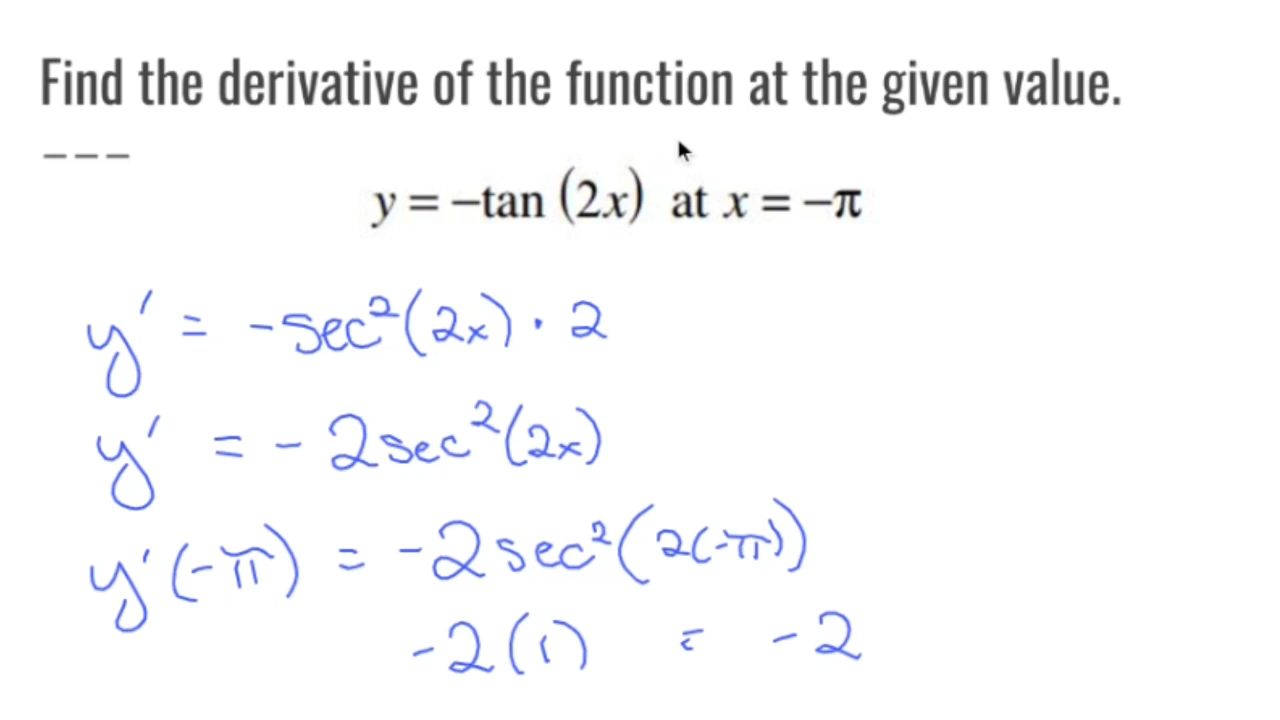 Find the derivative of the function at the given value.
---
y = −tan (2x) at x = −π
y' = -sec²(2x) · 2
y' = - 2sec²(2x)
y'(-π) = -2sec²(2(-π))
-2(1) = -2